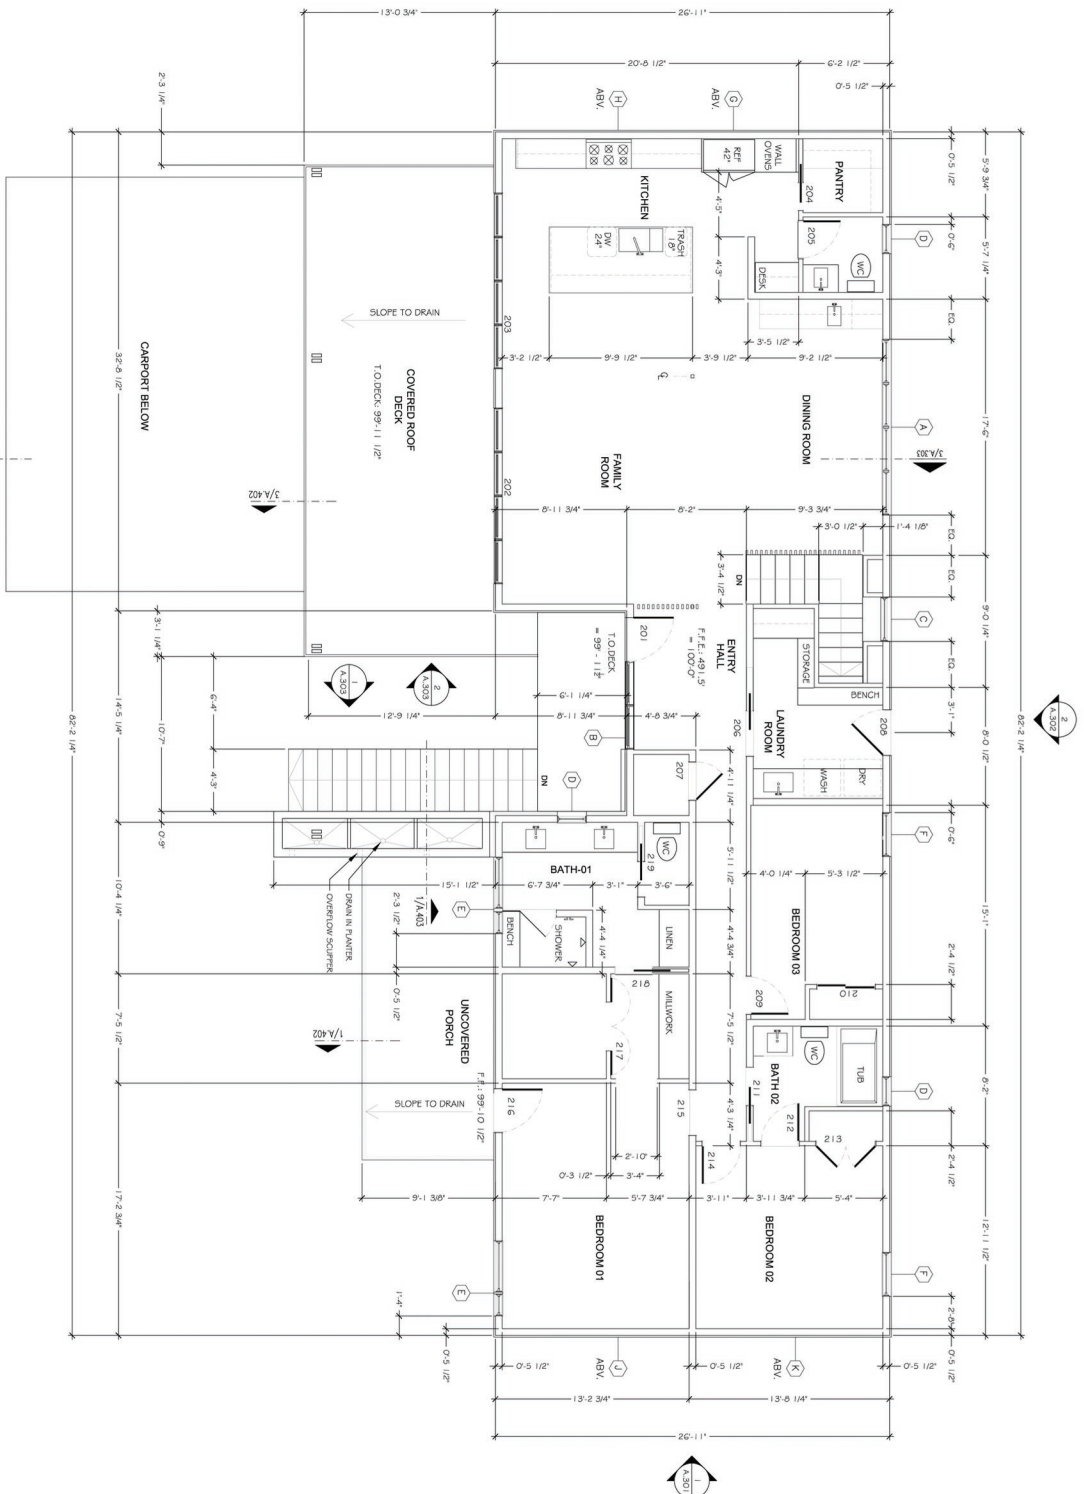 13'-0 3/4"
26'-11"
20'-8 1/2"
6'-2 1/2"
0'-5 1/2"
2'-3 1/4"
H
ABV.
G
ABV.
82'-2 1/4"
32'-8 1/2"
14'-5 1/4"
10'-4 1/4"
7'-5 1/2"
17'-2 3/4"
5'-9 3/4"
0'-5 1/2"
5'-7 1/4"
0'-6"
EQ.
17'-6"
EQ.
EQ.
9'-0 1/4"
EQ.
3'-1"
8'-0 1/2"
0'-6"
15'-1"
2'-4 1/2"
8'-2"
2'-4 1/2"
12'-11 1/2"
2'-8"
0'-5 1/2"
82'-2 1/4"
D
A
3/A.303
C
2
A.302
F
D
F
WALL
OVENS
REF
42"
PANTRY
204
205
KITCHEN
4'-5"
4'-3"
TRASH
18"
DW
24"
WC
DESK
203
3'-2 1/2"
9'-9 1/2"
3'-9 1/2"
3'-5 1/2"
9'-2 1/2"
SLOPE TO DRAIN
CARPORT BELOW
COVERED ROOF
DECK
T.O.DECK: 99'-11 1/2"
DINING ROOM
FAMILY
ROOM
202
3/A.402
8'-11 3/4"
8'-2"
9'-3 3/4"
3'-0 1/2"
1'-4 1/8"
3'-4 1/2"
DN
201
T.O.DECK
= 99' - 11½"
F.F.E.: 491.5'
= 100'-0"
ENTRY
HALL
STORAGE
BENCH
LAUNDRY
ROOM
206
208
3'-1 1/4"
6'-4"
10'-7"
4'-3"
0'-9"
1
A.303
2
A.303
12'-9 1/4"
6'-1 1/4"
8'-11 3/4"
4'-8 3/4"
B
DN
D
207
4'-11 1/4"
WASH
DRY
WC
219
5'-11 1/2"
BATH-01
15'-1 1/2"
6'-7 3/4"
3'-1"
3'-6"
4'-0 1/4"
5'-3 1/2"
DRAIN IN PLANTER
OVERFLOW SCUPPER
2'-3 1/2"
1/A.403
E
BENCH
SHOWER
4'-4 1/4"
LINEN
4'-4 3/4"
BEDROOM 03
0'-5 1/2"
218
MILLWORK
7'-5 1/2"
209
210
UNCOVERED
PORCH
1/A.402
217
WC
TUB
BATH 02
211
212
213
F.F.: 99'-10 1/2"
SLOPE TO DRAIN
216
215
4'-3 1/4"
2'-10"
3'-4"
0'-3 1/2"
214
9'-1 3/8"
7'-7"
5'-7 3/4"
3'-11"
3'-11 3/4"
5'-4"
BEDROOM 01
BEDROOM 02
E
1'-4"
0'-5 1/2"
0'-5 1/2"
J
ABV.
0'-5 1/2"
K
ABV.
0'-5 1/2"
13'-2 3/4"
13'-8 1/4"
26'-11"
1
A.301